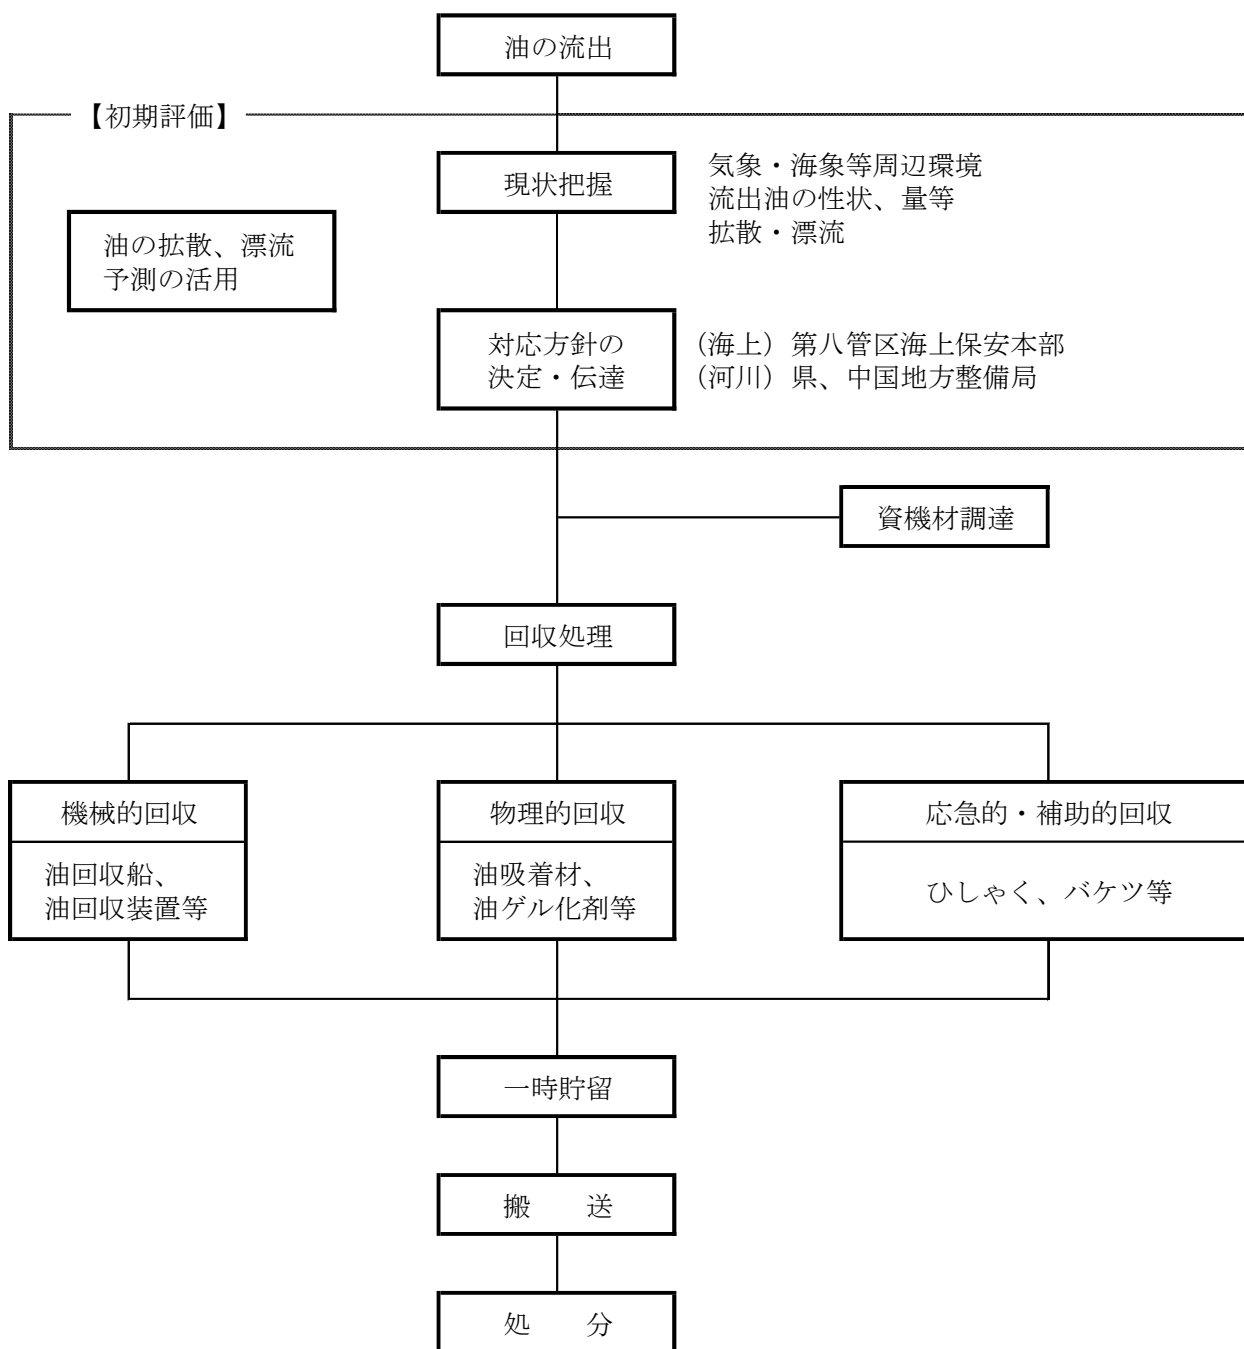 油の流出
【初期評価】
現状把握
気象・海象等周辺環境
流出油の性状、量等
拡散・漂流
油の拡散、漂流
予測の活用
対応方針の
決定・伝達
（海上）第八管区海上保安本部
（河川）県、中国地方整備局
資機材調達
回収処理
機械的回収
油回収船、
油回収装置等
物理的回収
油吸着材、
油ゲル化剤等
応急的・補助的回収
ひしゃく、バケツ等
一時貯留
搬　　送
処　　分